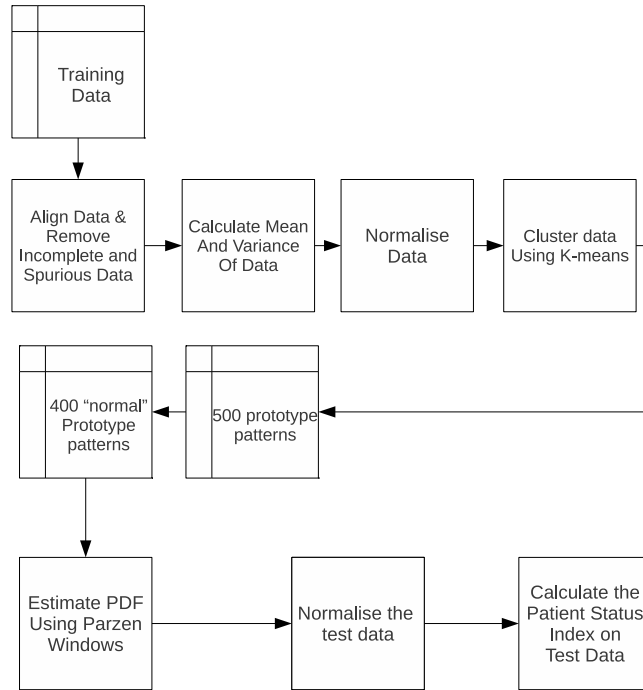 Training
Data
Align Data &
Remove
Incomplete and
Spurious Data
Calculate Mean
And Variance
Of Data
Normalise
Data
Cluster data
Using K-means
400 “normal”
Prototype
patterns
500 prototype
patterns
Estimate PDF
Using Parzen
Windows
Normalise the
test data
Calculate the
Patient Status
Index on
Test Data